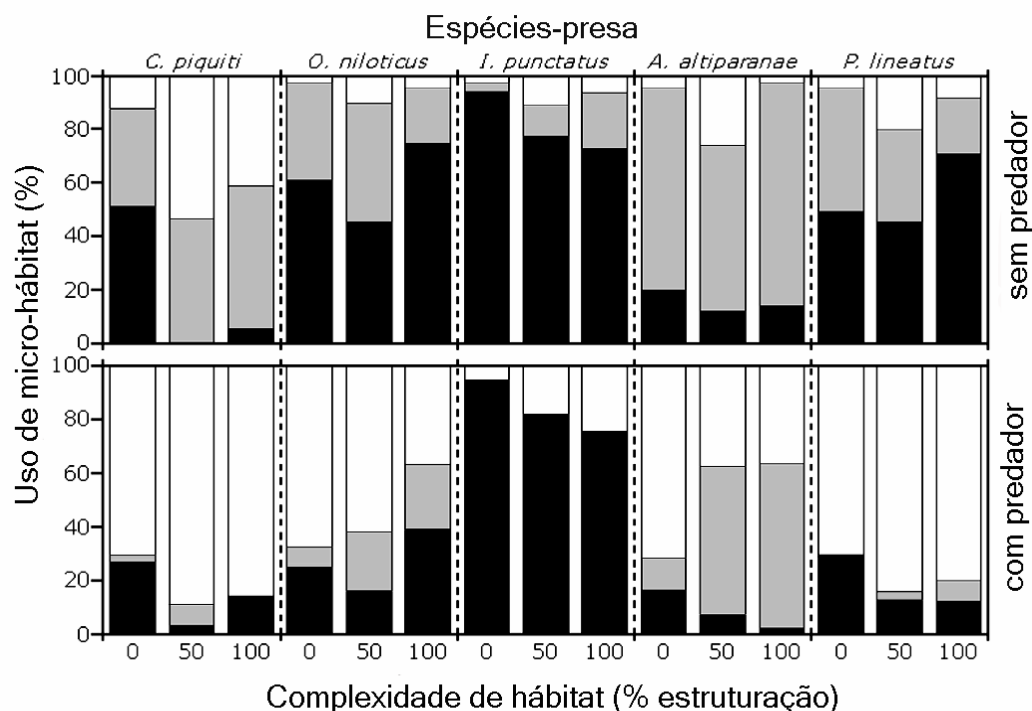 Espécies-presa
C. piquiti O. niloticus I. punctatus A. altiparanae P. lineatus
Uso de micro-hábitat (%)
100
80
60
40
20
0
sem predador
100
80
60
40
20
0
com predador
0 50 100 0 50 100 0 50 100 0 50 100 0 50 100
Complexidade de hábitat (% estruturação)